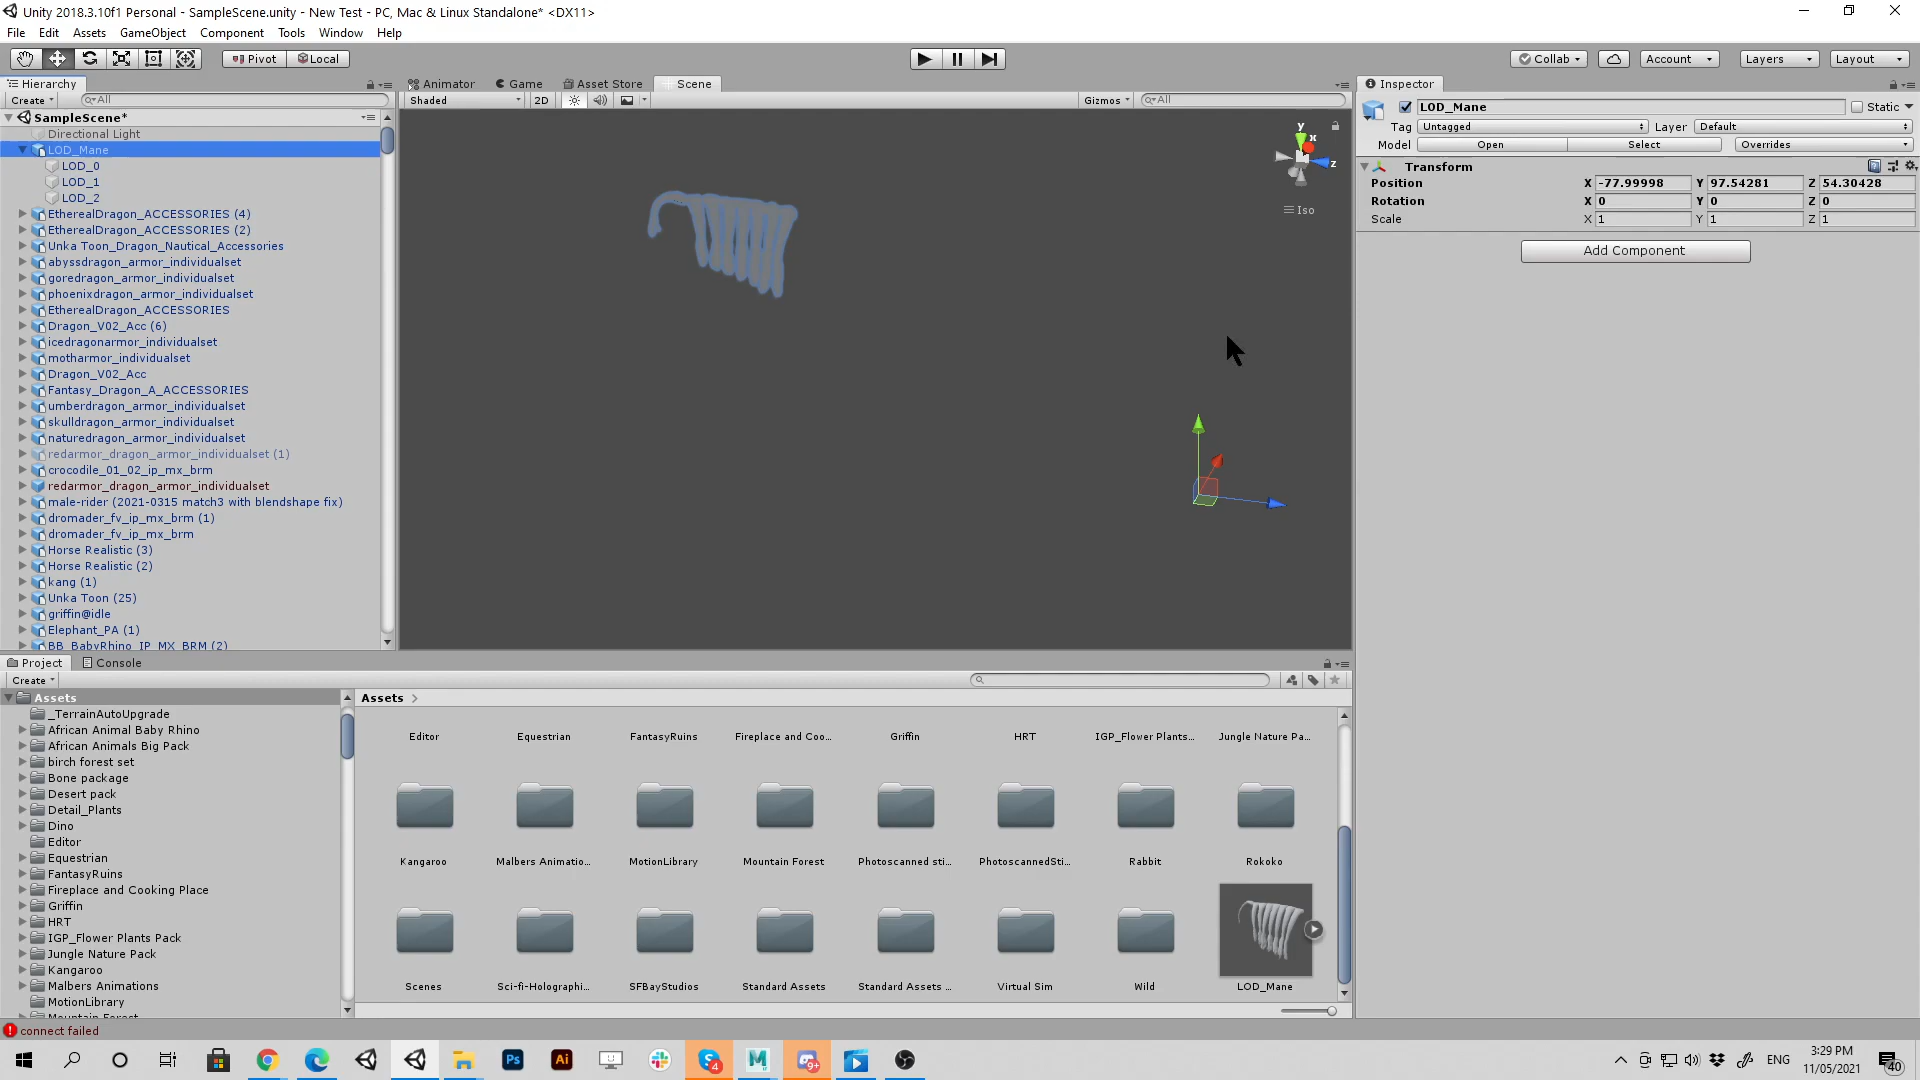 Unity 2018.3.10f1 Personal - SampleScene.unity - New Test - PC, Mac & Linux Standalone* <DX11>
File Edit Assets GameObject Component Tools Window Help
Pivot Local Collab Account Layers Layout
Hierarchy
Create All
SampleScene*
Directional Light
LOD_Mane
LOD_0
LOD_1
LOD_2
EtherealDragon_ACCESSORIES (4)
EtherealDragon_ACCESSORIES (2)
Unka Toon_Dragon_Nautical_Accessories
abyssdragon_armor_individualset
goredragon_armor_individualset
phoenixdragon_armor_individualset
EtherealDragon_ACCESSORIES
Dragon_V02_Acc (6)
icedragonarmor_individualset
motharmor_individualset
Dragon_V02_Acc
Fantasy_Dragon_A_ACCESSORIES
umberdragon_armor_individualset
skulldragon_armor_individualset
naturedragon_armor_individualset
redarmor_dragon_armor_individualset (1)
crocodile_01_02_ip_mx_brm
redarmor_dragon_armor_individualset
male-rider (2021-0315 match3 with blendshape fix)
dromader_fv_ip_mx_brm (1)
dromader_fv_ip_mx_brm
Horse Realistic (3)
Horse Realistic (2)
kang (1)
Unka Toon (25)
griffin@idle
Elephant_PA (1)
BB_BabyRhino_IP_MX_BRM (2)
Animator Game Asset Store Scene
Shaded 2D Gizmos All
y
x
z
Iso
Inspector
LOD_Mane Static
Tag Untagged Layer Default
Model Open Select Overrides
Transform
Position X -77.99998 Y 97.54281 Z 54.30428
Rotation X 0 Y 0 Z 0
Scale X 1 Y 1 Z 1
Add Component
Project Console
Create
Assets
_TerrainAutoUpgrade
African Animal Baby Rhino
African Animals Big Pack
birch forest set
Bone package
Desert pack
Detail_Plants
Dino
Editor
Equestrian
FantasyRuins
Fireplace and Cooking Place
Griffin
HRT
IGP_Flower Plants Pack
Jungle Nature Pack
Kangaroo
Malbers Animations
MotionLibrary
Mountain Forest
Assets
Editor Equestrian FantasyRuins Fireplace and Coo... Griffin HRT IGP_Flower Plants... Jungle Nature Pa...
Kangaroo Malbers Animatio... MotionLibrary Mountain Forest Photoscanned sti... PhotoscannedSti... Rabbit Rokoko
Scenes Sci-fi-Holographi... SFBayStudios Standard Assets Standard Assets ... Virtual Sim Wild LOD_Mane
connect failed
Ps Ai S 4 M 9+ ENG
3:29 PM
11/05/2021
40